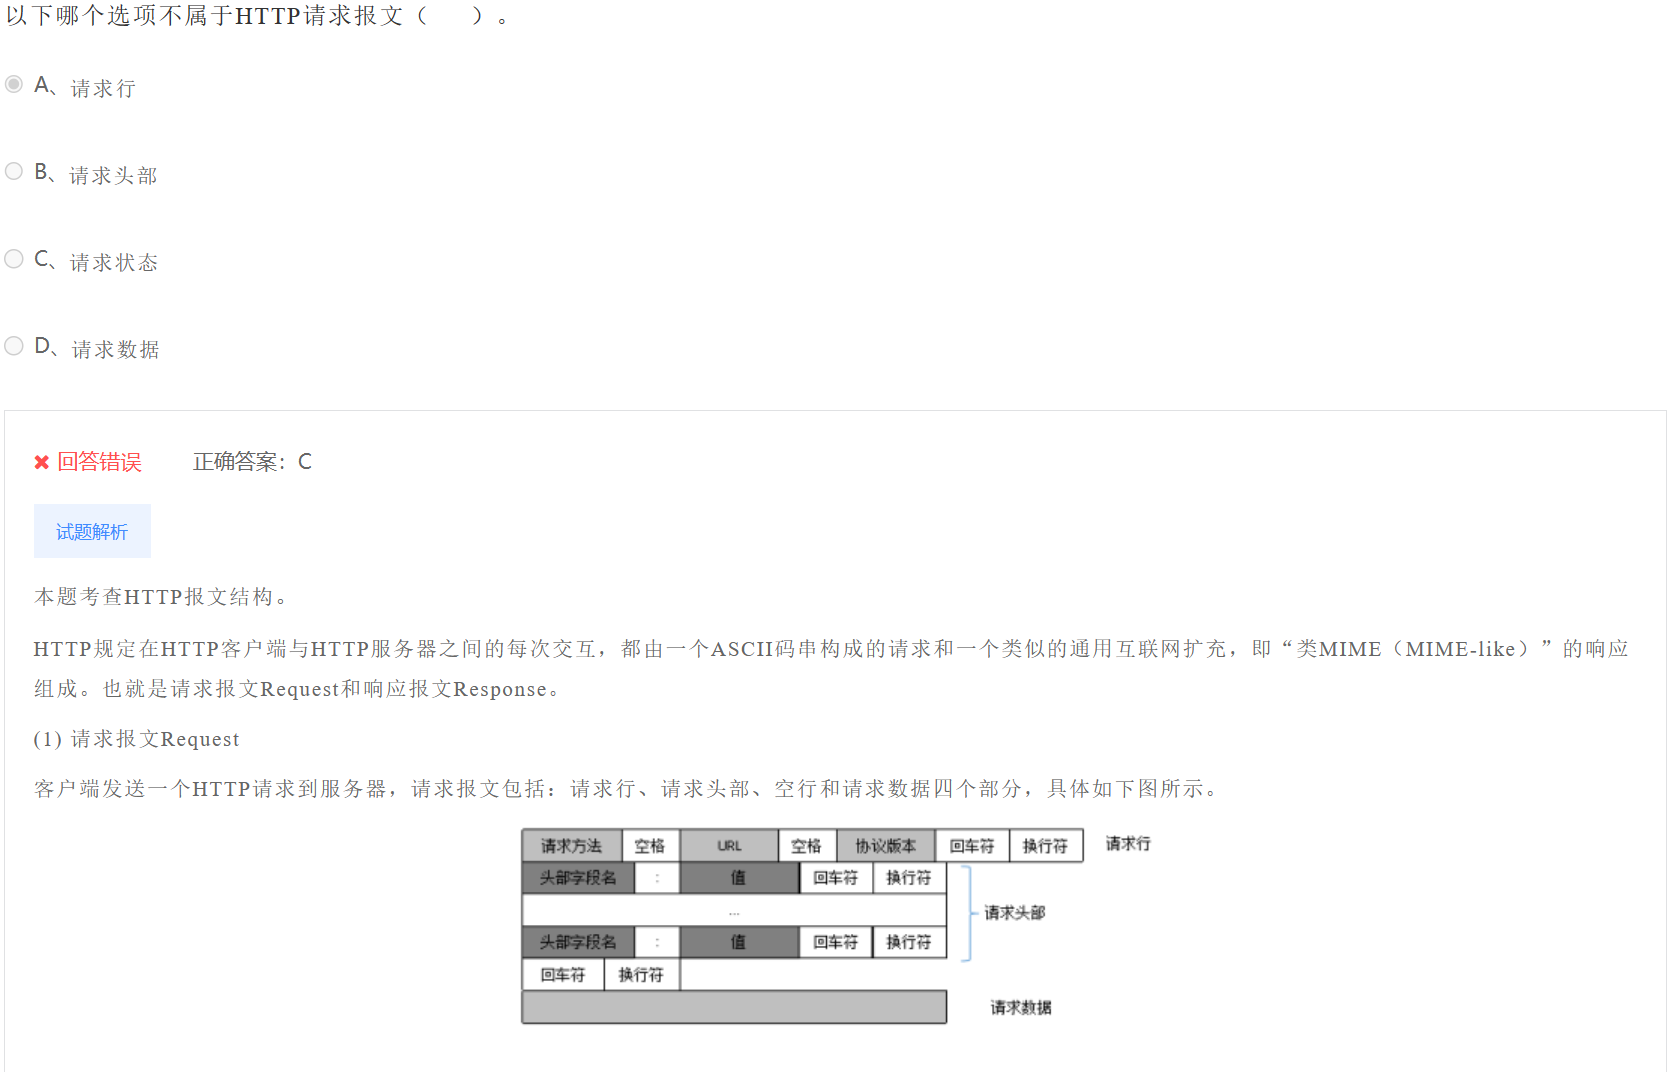 以下哪个选项不属于HTTP请求报文（  ）。
A、请求行
B、请求头部
C、请求状态
D、请求数据
回答错误 正确答案：C
试题解析
本题考查HTTP报文结构。
HTTP规定在HTTP客户端与HTTP服务器之间的每次交互，都由一个ASCII码串构成的请求和一个类似的通用互联网扩充，即“类MIME（MIME-like）”的响应
组成。也就是请求报文Request和响应报文Response。
(1) 请求报文Request
客户端发送一个HTTP请求到服务器，请求报文包括：请求行、请求头部、空行和请求数据四个部分，具体如下图所示。
请求方法 空格 URL 空格 协议版本 回车符 换行符 请求行
头部字段名 : 值 回车符 换行符
... 请求头部
头部字段名 : 值 回车符 换行符
回车符 换行符
请求数据